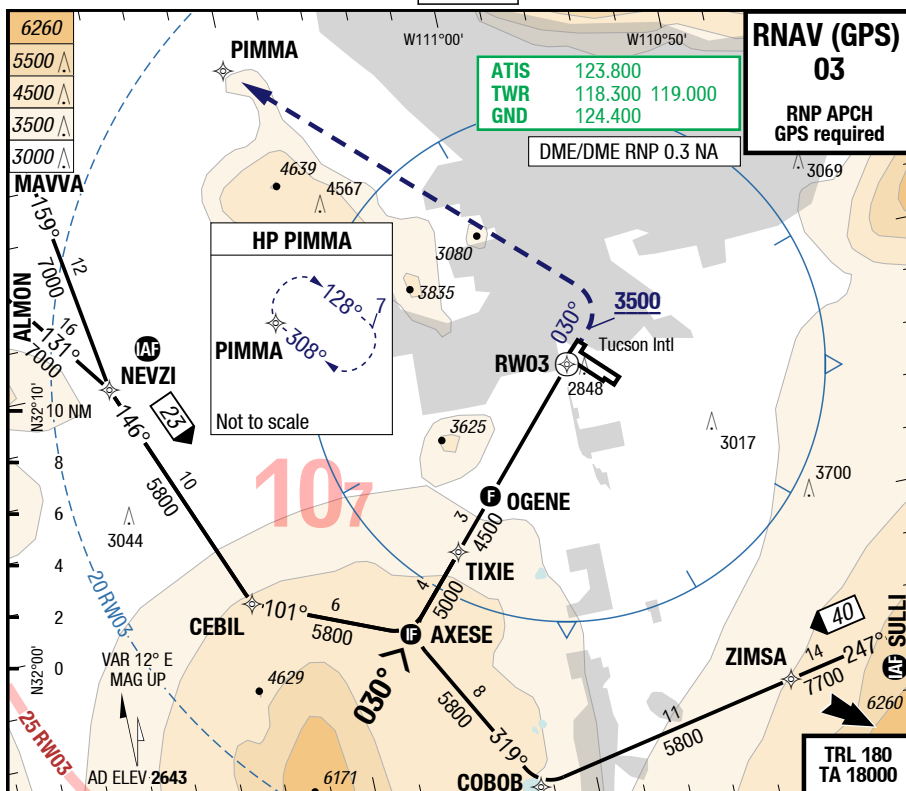 6260
5500
4500
3500
3000
PIMMA
W111°00'
W110°50'
RNAV (GPS)
03
RNP APCH
GPS required
ATIS 123.800
TWR 118.300 119.000
GND 124.400
DME/DME RNP 0.3 NA
3069
MAVVA
159°
12
7000
4639
4567
3080
3835
HP PIMMA
128°
7
308°
PIMMA
Not to scale
030°
3500
Tucson Intl
RW03
2848
ALMON
16
131°
7000
IAF
NEVZI
N32°10'
10 NM
146°
23
10
5800
3625
3017
3700
107
8
6
4
2
0
3044
F OGENE
3
4500
TIXIE
4
5000
20 RW03
CEBIL
101°
6
5800
IF AXESE
N32°00'
VAR 12° E
MAG UP
4629
030°
8
5800
319°
ZIMSA
40
14
247°
7700
IAF SULLI
6260
11
5800
25 RW03
AD ELEV 2643
6171
COBOB
TRL 180
TA 18000